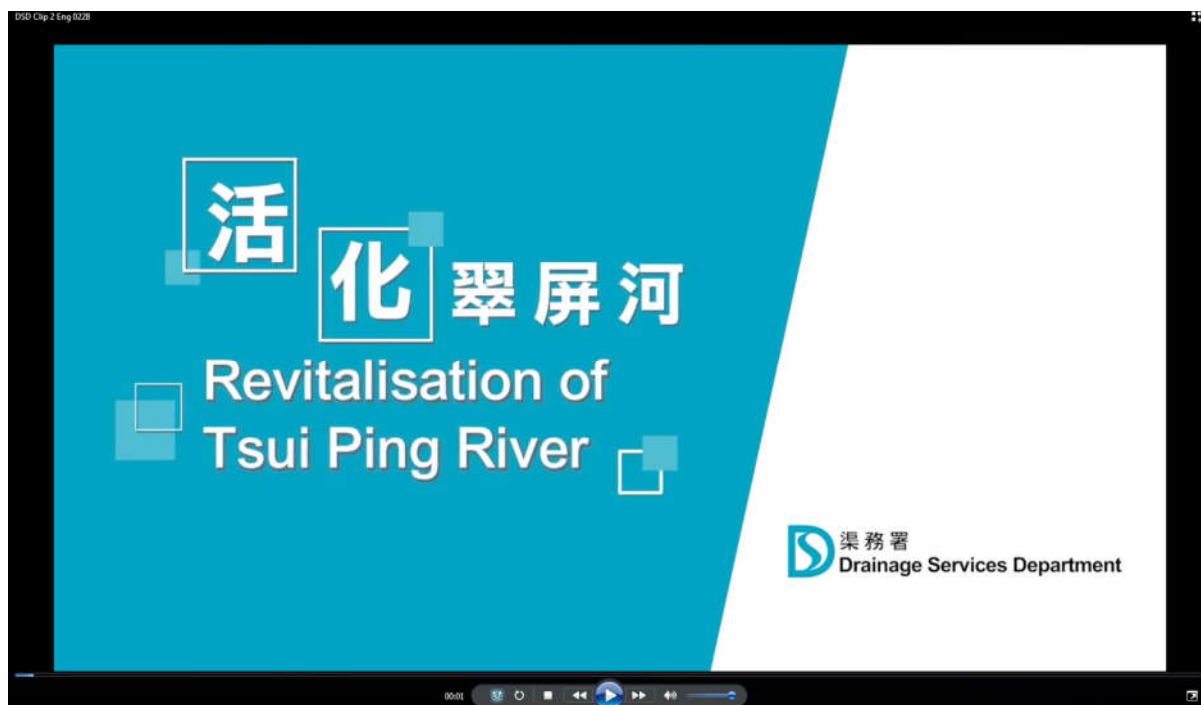 DSD Clip 2 Eng 0228
活化翠屏河
Revitalisation of
Tsui Ping River
渠務署
Drainage Services Department
00:01